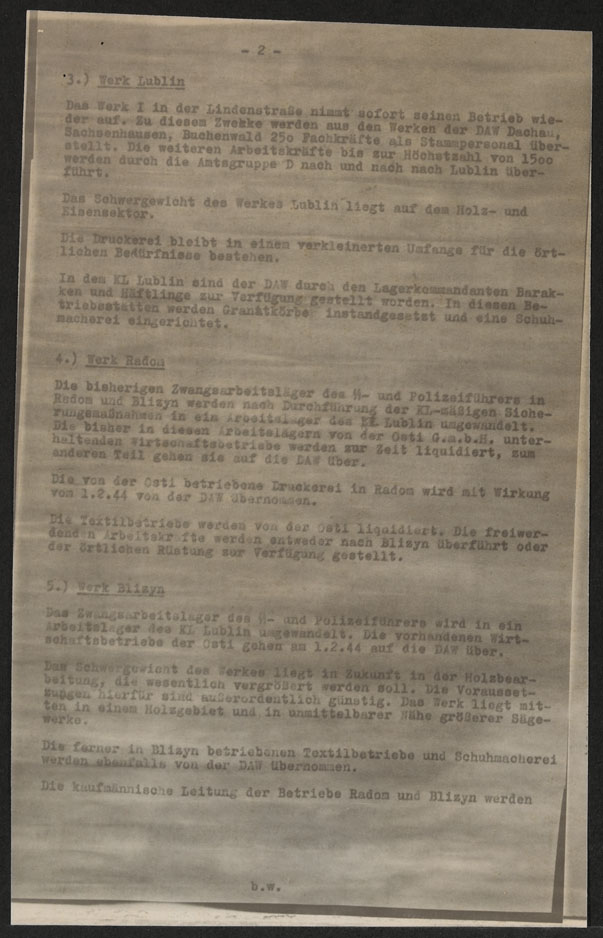 - 2 -
3.) Werk Lublin
Das Werk I in der Lindenstraße nimmt sofort seinen Betrieb wie-
der auf. Zu diesem Zwekke werden aus den Werken der DAW Dachau,
Sachsenhausen, Buchenwald 250 Fachkräfte als Stammpersonal über-
stellt. Die weiteren Arbeitskräfte bis zur Höchstzahl von 1500
werden durch die Amtsgruppe D nach und nach nach Lublin über-
führt.
Das Schwergewicht des Werkes Lublin liegt auf dem Holz- und
Eisensektor.
Die Druckerei bleibt in einem verkleinerten Umfange für die ört-
lichen Bedürfnisse bestehen.
In dem KL Lublin sind der DAW durch den Lagerkommandanten Barak-
ken und Häftlinge zur Verfügung gestellt worden. In diesen Be-
triebsstätten werden Granatkörbe instandgesetzt und eine Schuh-
macherei eingerichtet.
4.) Werk Radom
Die bisherigen Zwangsarbeitsläger des SS- und Polizeiführers in
Radom und Blizyn werden nach Durchführung der KL-mäßigen Siche-
rungsmaßnahmen in ein Arbeitslager des KL Lublin umgewandelt.
Die bisher in diesen Arbeitslägern von der Osti G.m.b.H. unter-
haltenden Wirtschaftsbetriebe werden zur Zeit liquidiert, zum
anderen Teil gehen sie auf die DAW über.
Die von der Osti betriebene Druckerei in Radom wird mit Wirkung
vom 1.2.44 von der DAW übernommen.
Die Textilbetriebe werden von der Osti liquidiert. Die freiwer-
denden Arbeitskräfte werden entweder nach Blizyn überführt oder
der örtlichen Rüstung zur Verfügung gestellt.
5.) Werk Blizyn
Das Zwangsarbeitslager des SS- und Polizeiführers wird in ein
Arbeitslager des KL Lublin umgewandelt. Die vorhandenen Wirt-
schaftsbetriebe der Osti gehen am 1.2.44 auf die DAW über.
Das Schwergewicht des Werkes liegt in Zukunft in der Holzbear-
beitung, die wesentlich vergrößert werden soll. Die Vorausset-
zungen hierfür sind außerordentlich günstig. Das Werk liegt mit-
ten in einem Holzgebiet und in unmittelbarer Nähe größerer Säge-
werke.
Die ferner in Blizyn betriebenen Textilbetriebe und Schuhmacherei
werden ebenfalls von der DAW übernommen.
Die kaufmännische Leitung der Betriebe Radom und Blizyn werden
b.w.